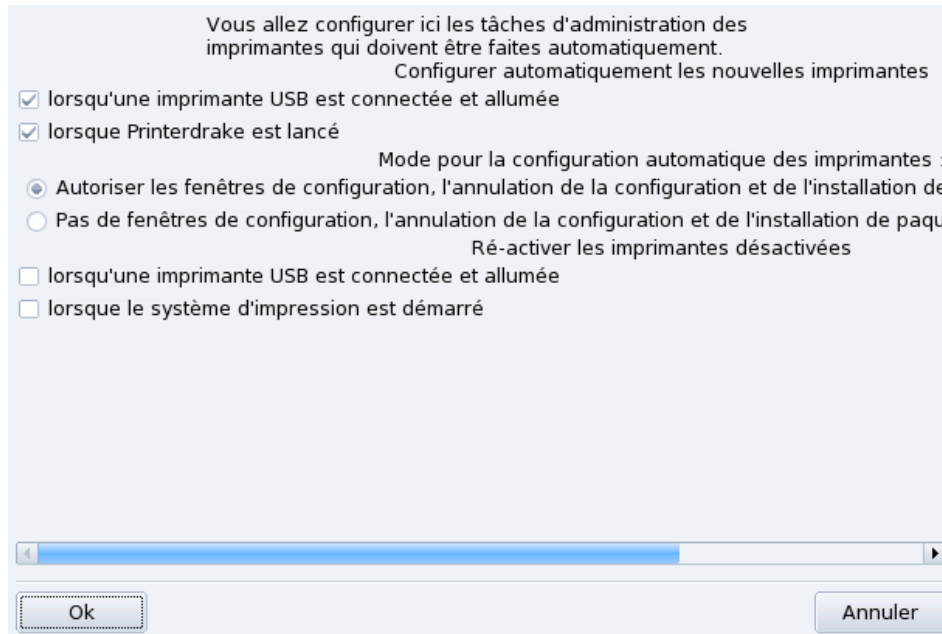 Vous allez configurer ici les tâches d'administration des
imprimantes qui doivent être faites automatiquement.
Configurer automatiquement les nouvelles imprimantes
lorsqu'une imprimante USB est connectée et allumée
lorsque Printerdrake est lancé
Mode pour la configuration automatique des imprimantes :
Autoriser les fenêtres de configuration, l'annulation de la configuration et de l'installation de
Pas de fenêtres de configuration, l'annulation de la configuration et de l'installation de paqu
Ré-activer les imprimantes désactivées
lorsqu'une imprimante USB est connectée et allumée
lorsque le système d'impression est démarré
Ok
Annuler